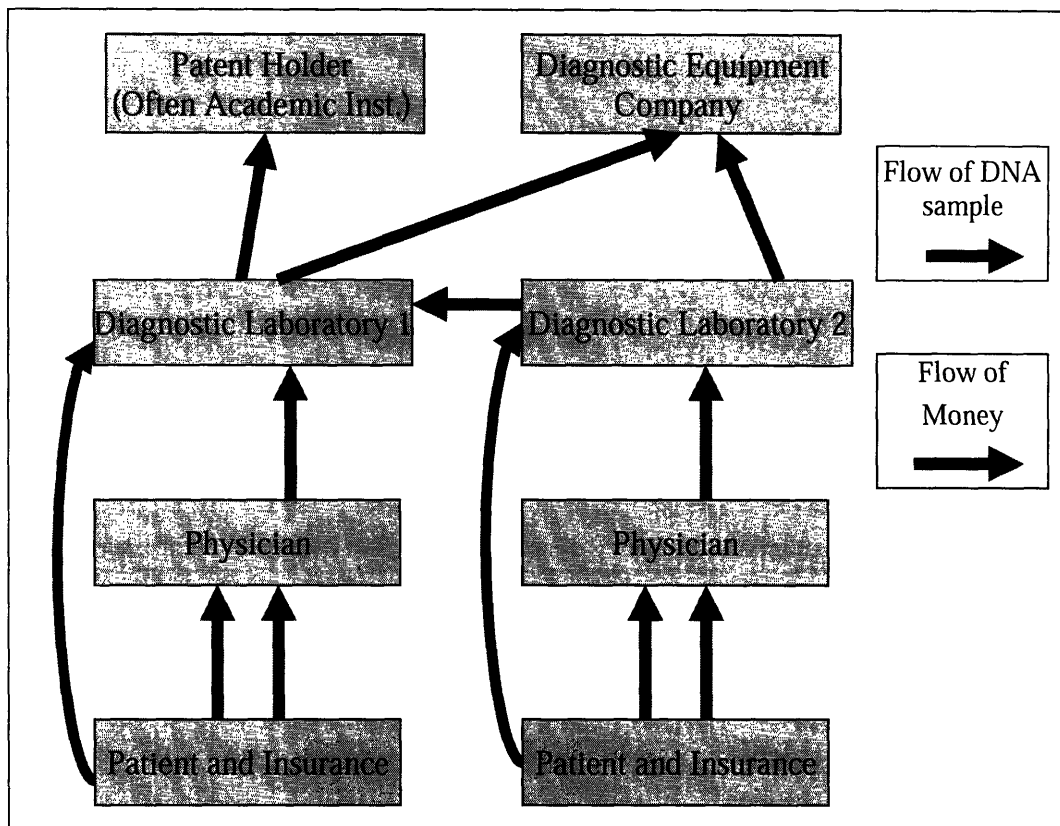 Patent Holder
(Often Academic Inst.)
Diagnostic Equipment
Company
Flow of DNA
sample
Diagnostic Laboratory 1
Diagnostic Laboratory 2
Flow of
Money
Physician
Physician
Patient and Insurance
Patient and Insurance